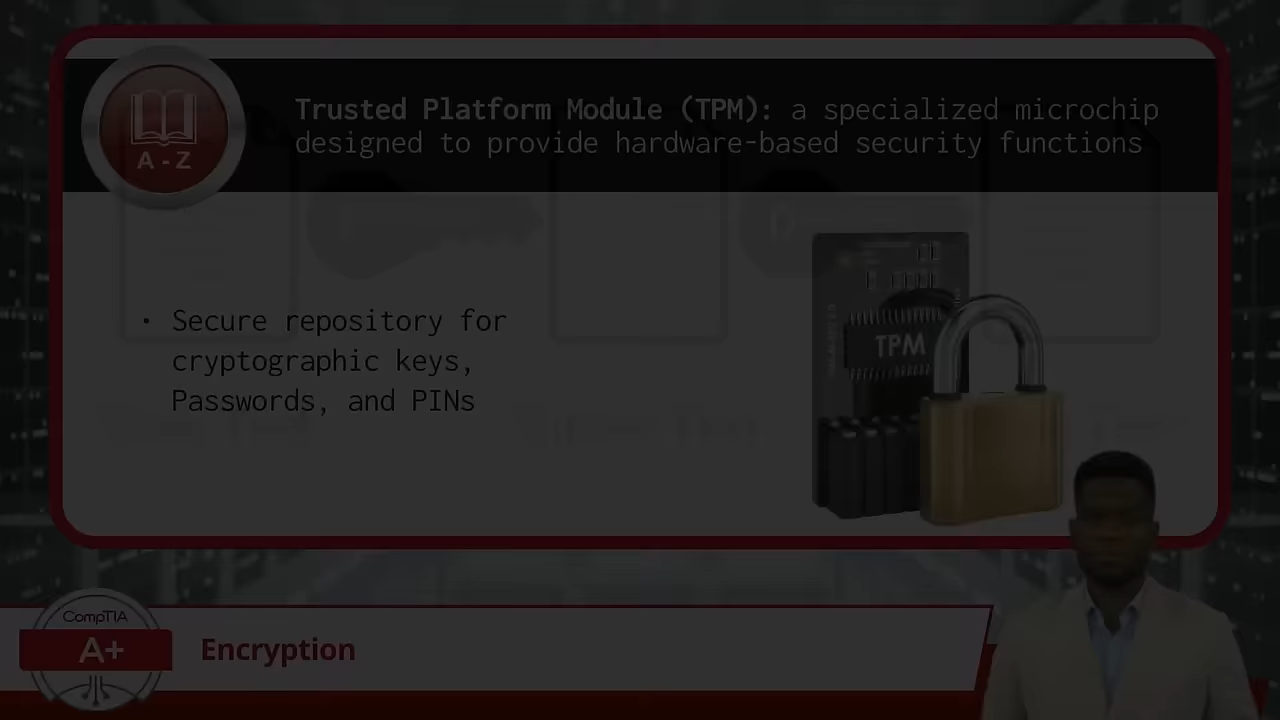 Trusted Platform Module (TPM): a specialized microchip
designed to provide hardware-based security functions
A-Z
• Secure repository for
cryptographic keys,
Passwords, and PINs
TPM
CompTIA
A+
Encryption